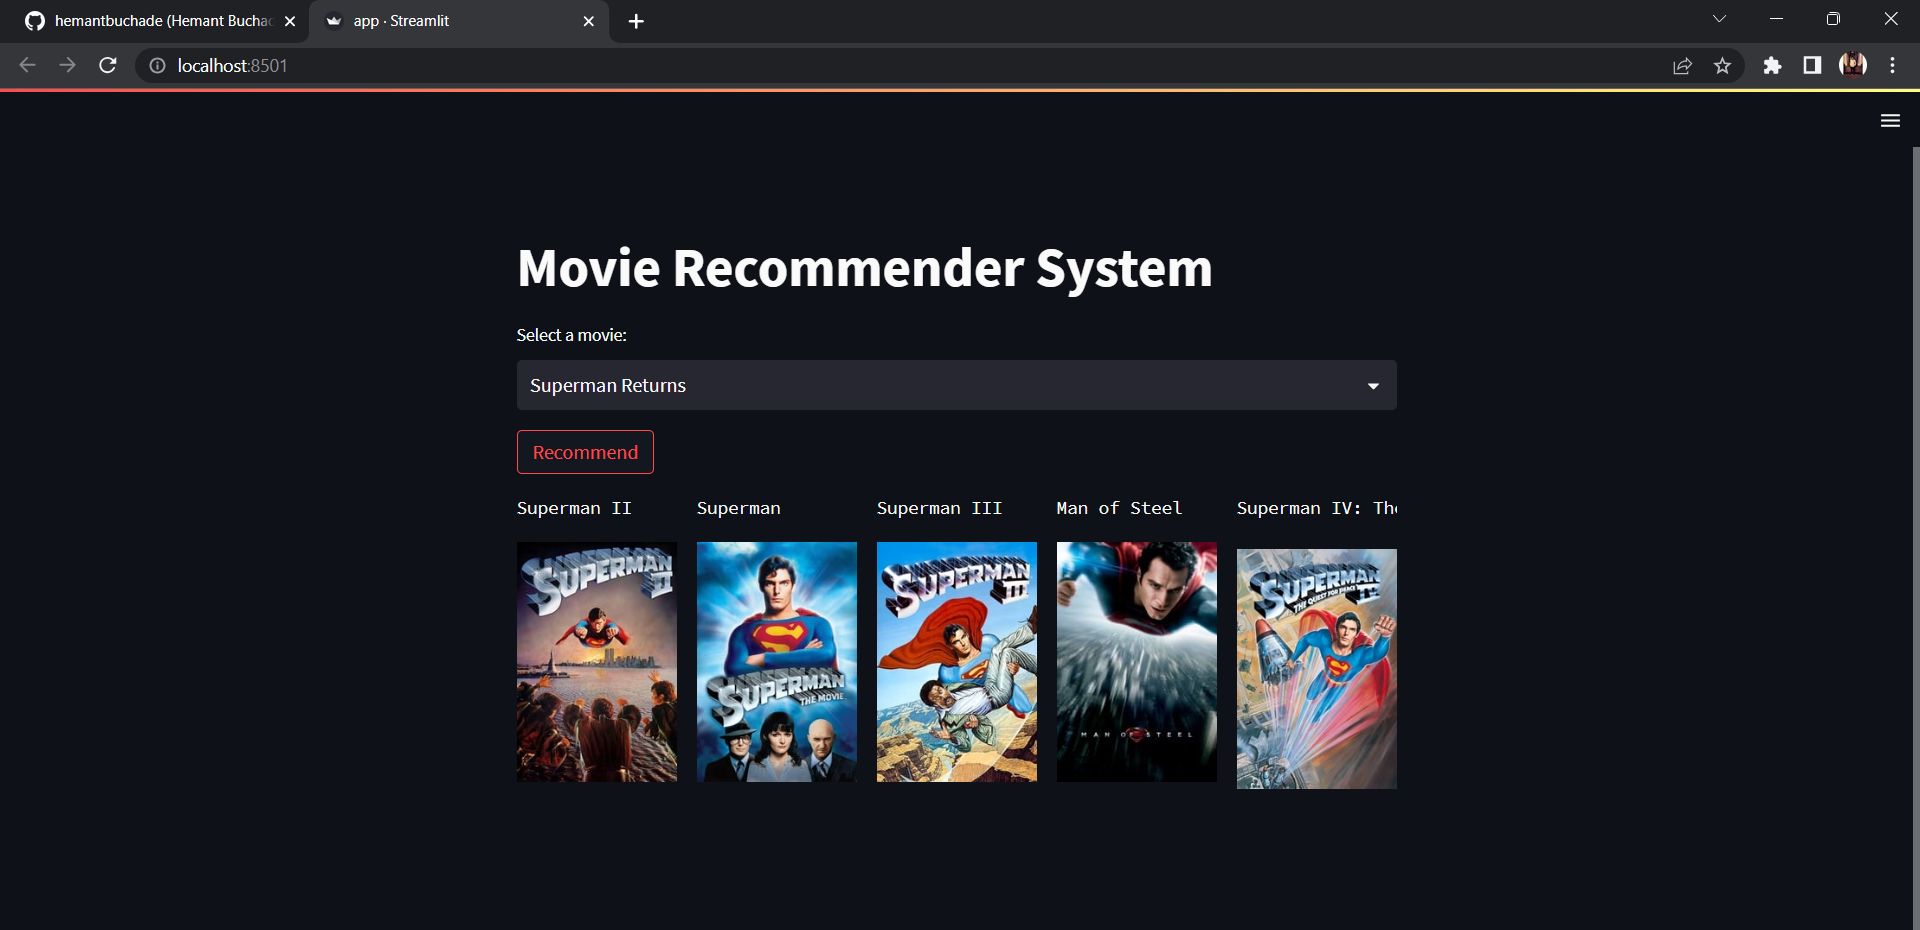 hemantbuchade (Hemant Buchac
app · Streamlit
localhost:8501
Movie Recommender System
Select a movie:
Superman Returns
Recommend
Superman II
Superman
Superman III
Man of Steel
Superman IV: The
SUPERMAN
II
SUPERMAN
THE MOVIE
SUPERMAN
III
MAN OF STEEL
SUPERMAN
THE QUEST FOR PEACE
IV